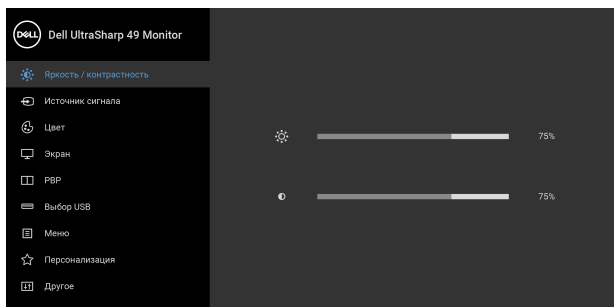 DELL
Dell UltraSharp 49 Monitor
Яркость / контрастность
Источник сигнала
75%
Цвет
Экран
PBP
75%
Выбор USB
Меню
Персонализация
Другое